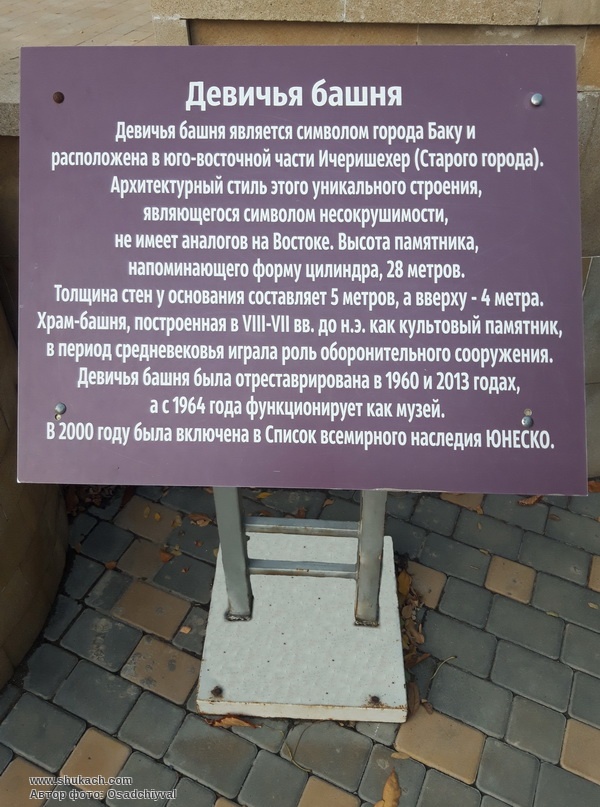 Девичья башня
Девичья башня является символом города Баку и
расположена в юго-восточной части Ичеришехер (Старого города).
Архитектурный стиль этого уникального строения,
являющегося символом несокрушимости,
не имеет аналогов на Востоке. Высота памятника,
напоминающего форму цилиндра, 28 метров.
Толщина стен у основания составляет 5 метров, а вверху - 4 метра.
Храм-башня, построенная в VIII-VII вв. до н.э. как культовый памятник,
в период средневековья играла роль оборонительного сооружения.
Девичья башня была отреставрирована в 1960 и 2013 годах,
а с 1964 года функционирует как музей.
В 2000 году была включена в Список всемирного наследия ЮНЕСКО.
www.shukach.com
Автор фото: Osadchiyval